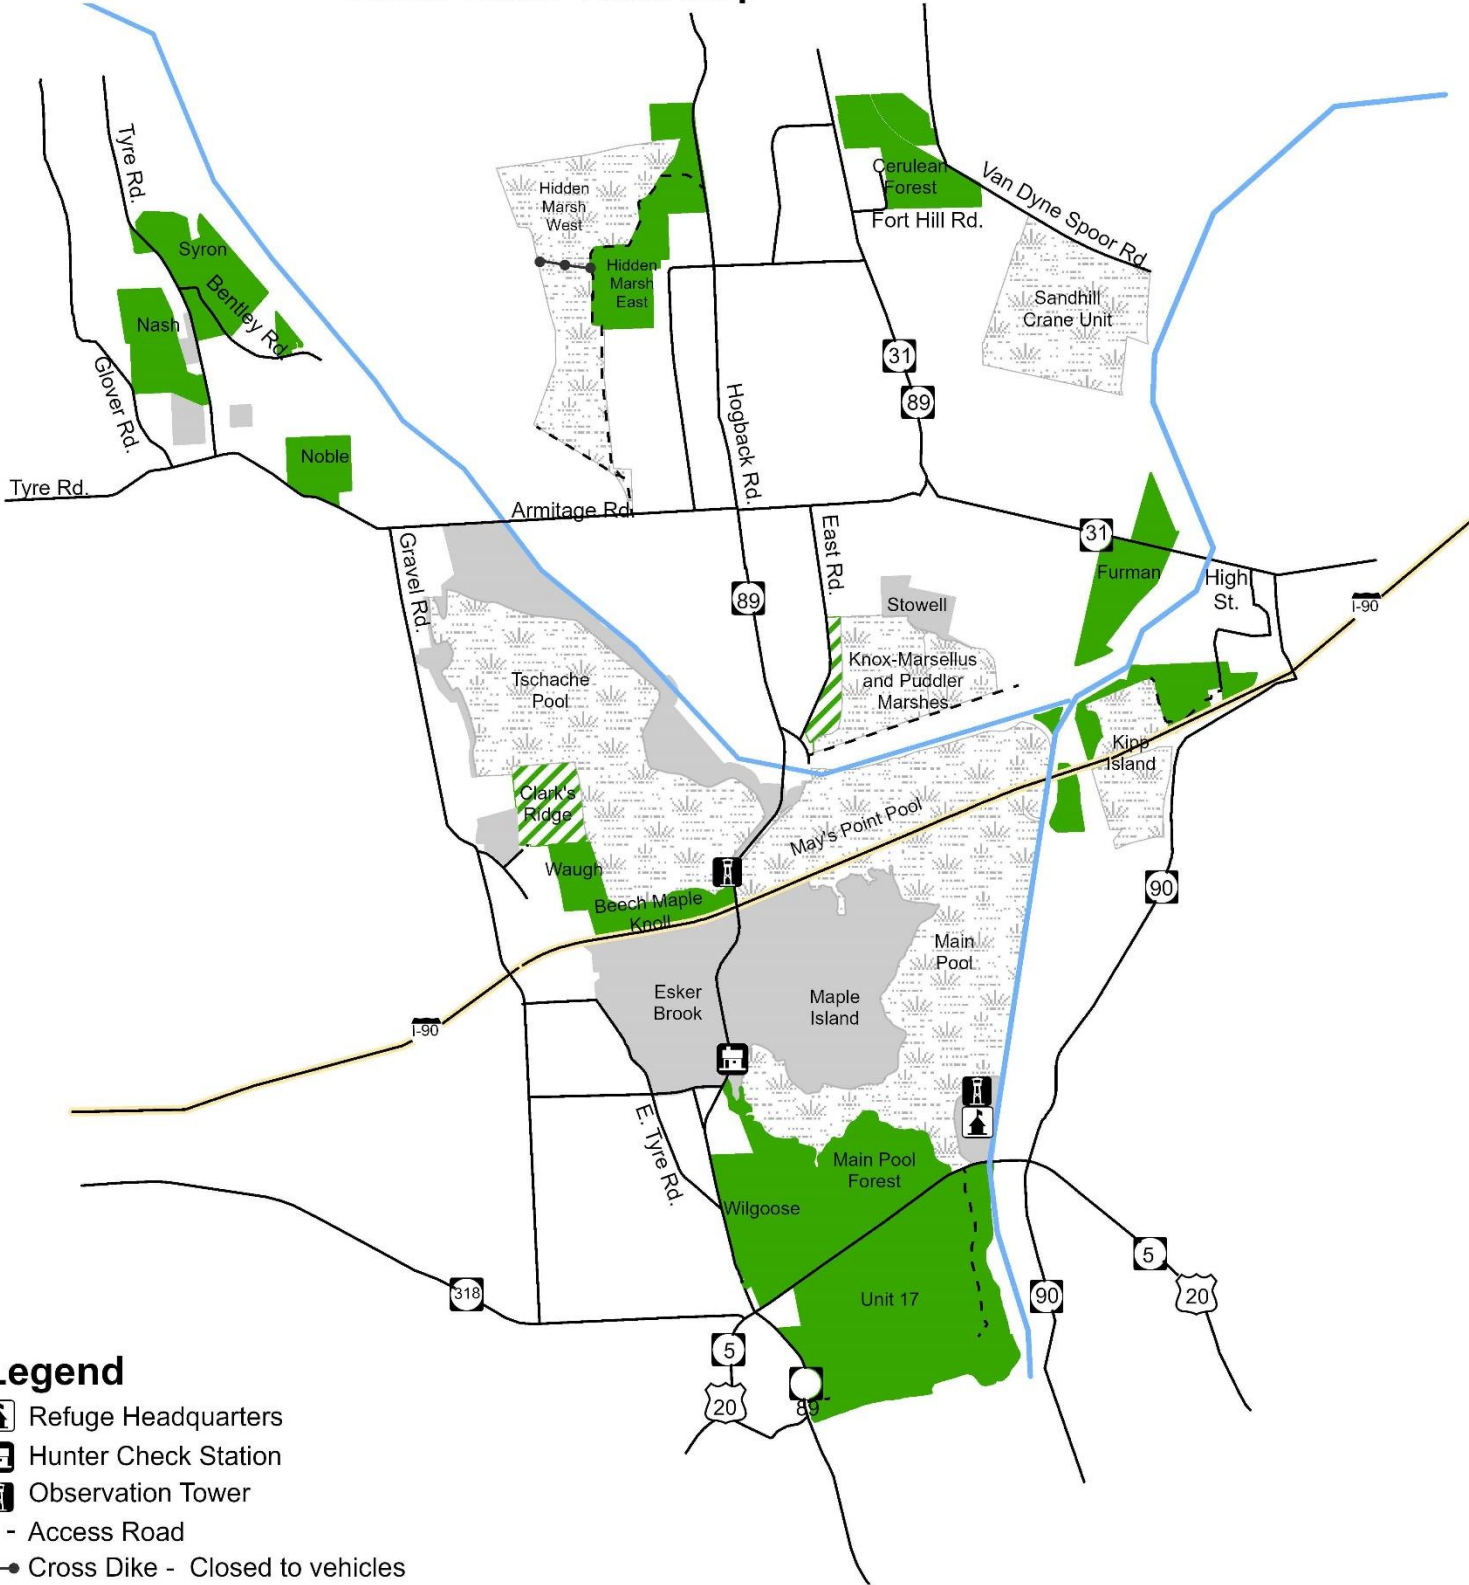 Tyre Rd.
Syron
Bentley Rd.
Nash
Glover Rd.
Noble
Tyre Rd.
Hidden
Marsh
West
Hidden
Marsh
East
Cerulean
Forest
Fort Hill Rd.
Van Dyne Spoor Rd
Sandhill
Crane Unit
31
89
Hogback Rd.
Armitage Rd.
Gravel Rd.
East Rd.
89
31
Furman
High
St.
I-90
Stowell
Knox-Marsellus
and Puddler
Marshes
Tschache
Pool
Kipp
Island
Clark's
Ridge
May's Point Pool
Waugh
Beech Maple
Knoll
90
Main
Pool
Esker
Brook
Maple
Island
I-90
E. Tyre Rd.
Main Pool
Forest
Wilgoose
Unit 17
318
5
20
90
5
20
89
Legend
Refuge Headquarters
Hunter Check Station
Observation Tower
- Access Road
Cross Dike - Closed to vehicles